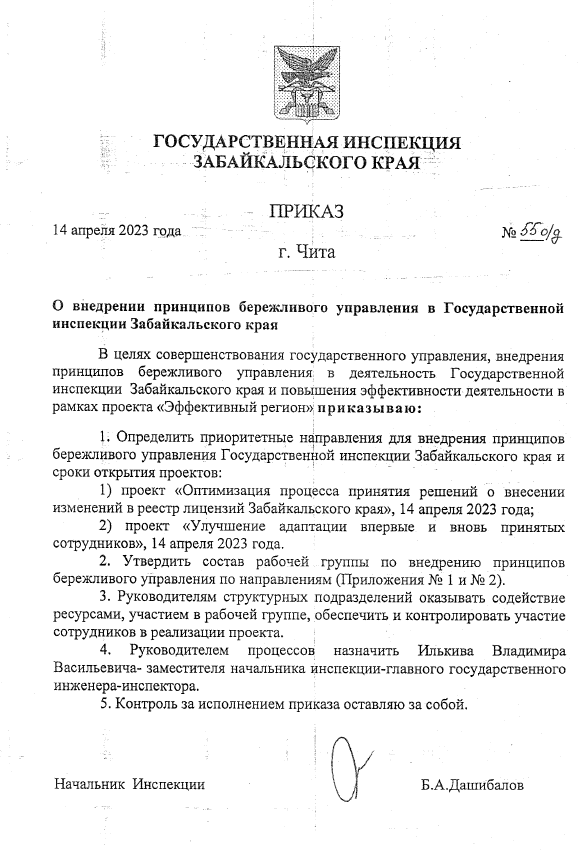 ГОСУДАРСТВЕННАЯ ИНСПЕКЦИЯ
ЗАБАЙКАЛЬСКОГО КРАЯ
ПРИКАЗ
14 апреля 2023 года № 55 о/д
г. Чита
О внедрении принципов бережливого управления в Государственной
инспекции Забайкальского края
В целях совершенствования государственного управления, внедрения
принципов бережливого управления в деятельность Государственной
инспекции Забайкальского края и повышения эффективности деятельности в
рамках проекта «Эффективный регион» приказываю:
1. Определить приоритетные направления для внедрения принципов
бережливого управления Государственной инспекции Забайкальского края и
сроки открытия проектов:
1) проект «Оптимизация процесса принятия решений о внесении
изменений в реестр лицензий Забайкальского края», 14 апреля 2023 года;
2) проект «Улучшение адаптации впервые и вновь принятых
сотрудников», 14 апреля 2023 года.
2. Утвердить состав рабочей группы по внедрению принципов
бережливого управления по направлениям (Приложения № 1 и № 2).
3. Руководителям структурных подразделений оказывать содействие
ресурсами, участием в рабочей группе, обеспечить и контролировать участие
сотрудников в реализации проекта.
4. Руководителем процессов назначить Илькива Владимира
Васильевича- заместителя начальника инспекции-главного государственного
инженера-инспектора.
5. Контроль за исполнением приказа оставляю за собой.
Начальник Инспекции Б.А.Дашибалов